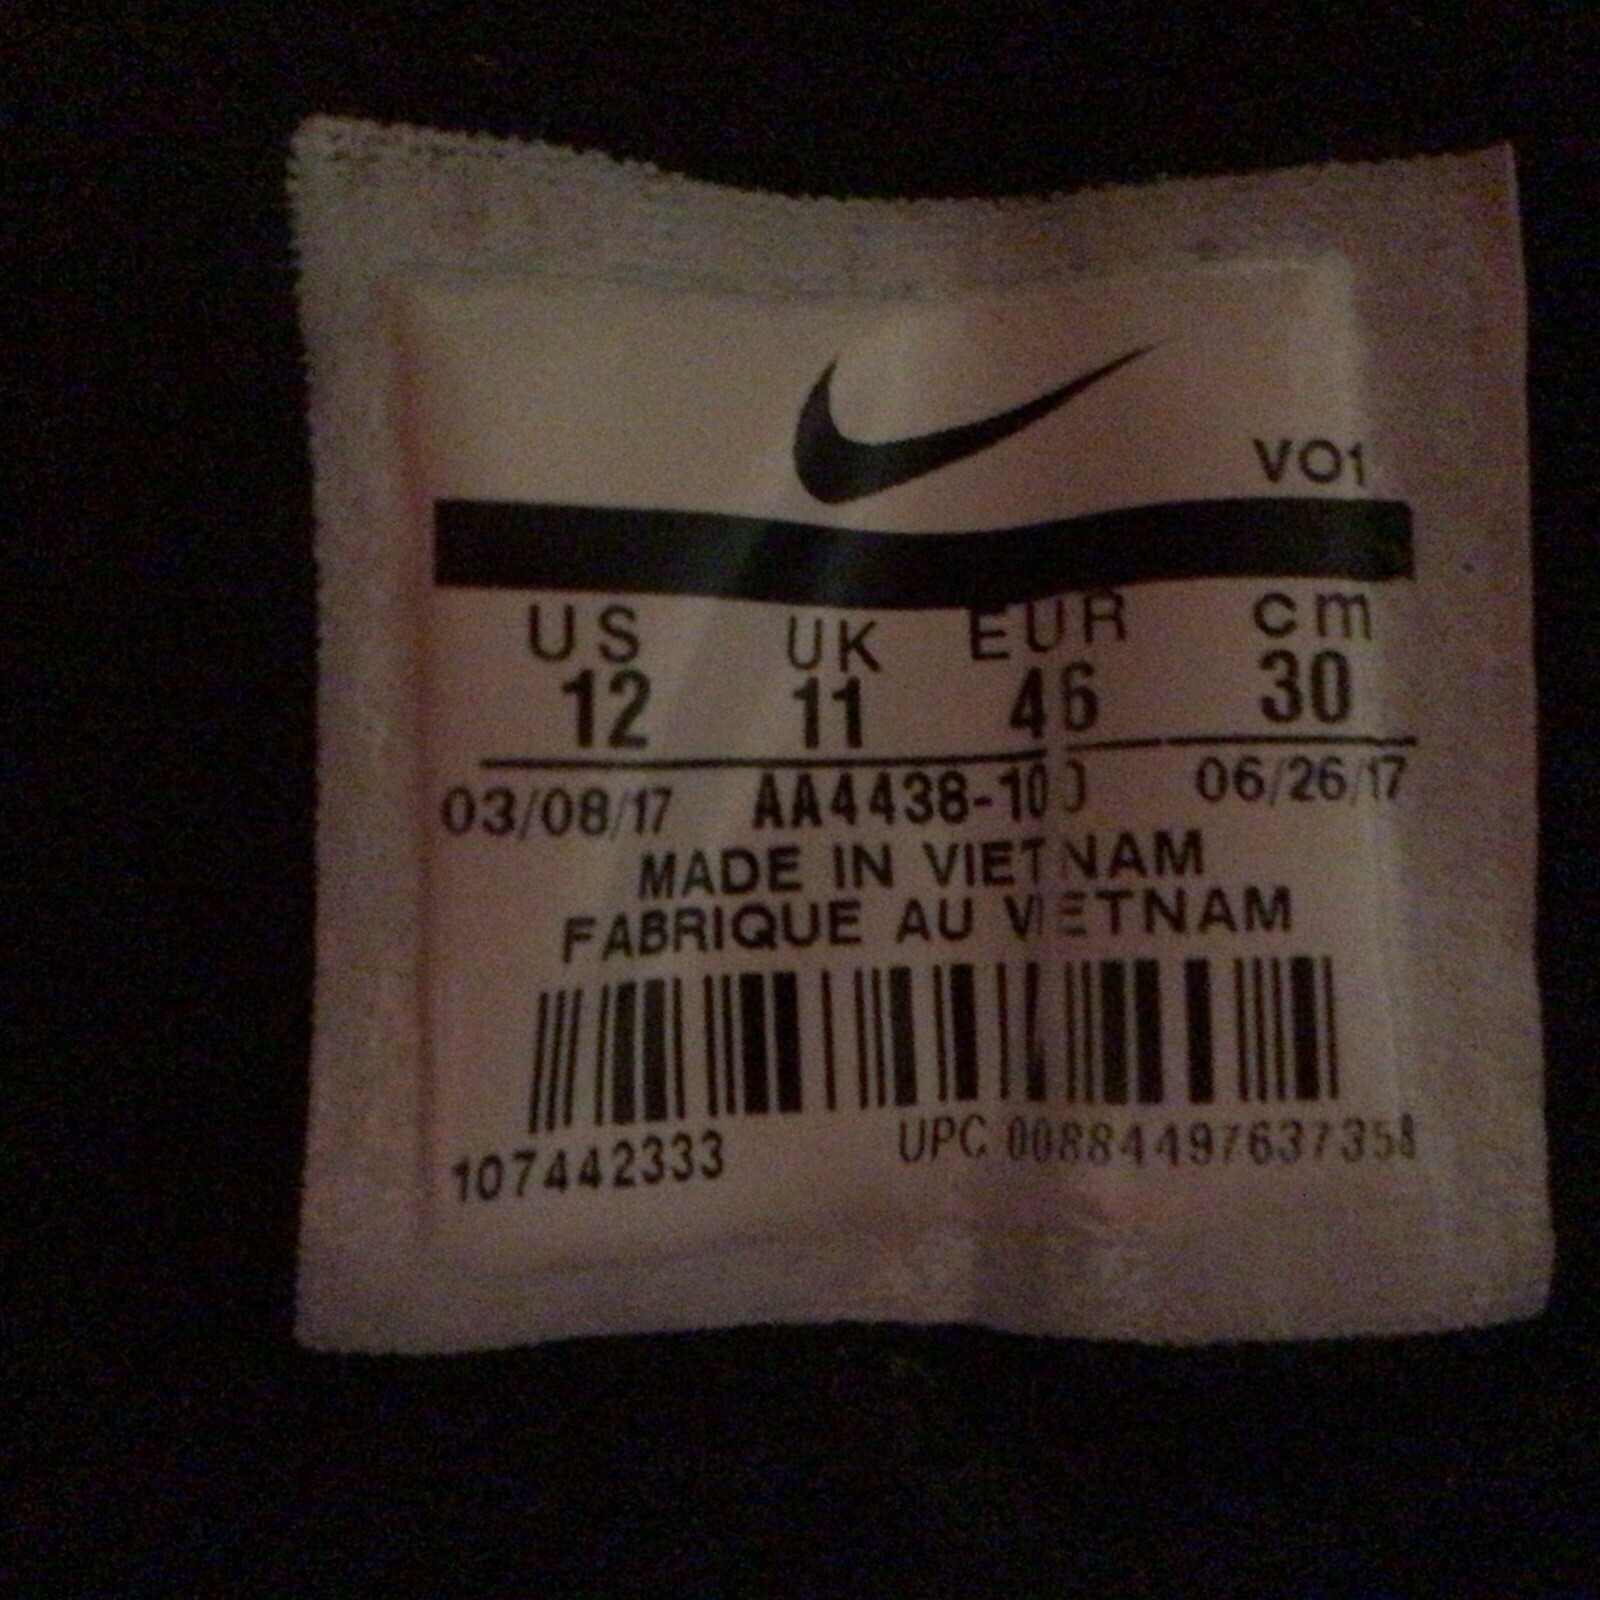 VO1
US UK EUR cm
12 11 46 30
03/08/17 AA4438-100 06/26/17
MADE IN VIETNAM
FABRIQUE AU VIETNAM
107442333 UPC 00884497637358